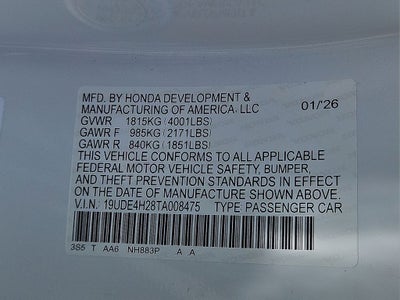 MFD. BY HONDA DEVELOPMENT &
MANUFACTURING OF AMERICA, LLC 01/'26
GVWR 1815KG(4001LBS)
GAWR F 985KG(2171LBS)
GAWR R 840KG(1851LBS)
THIS VEHICLE CONFORMS TO ALL APPLICABLE
FEDERAL MOTOR VEHICLE SAFETY, BUMPER,
AND THEFT PREVENTION STANDARDS IN EFFECT
ON THE DATE OF MANUFACTURE SHOWN ABOVE.
V.I.N. 19UDE4H28TA008475 TYPE PASSENGER CAR
3S5 T AA6 NH883P A A